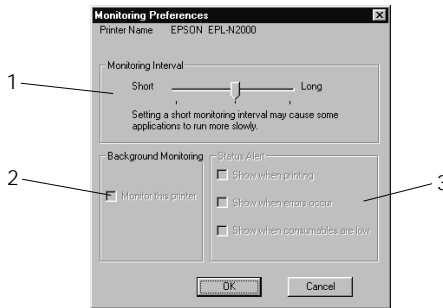 Monitoring Preferences
Printer Name EPSON EPL-N2000
Monitoring Interval
1
Short Long
Setting a short monitoring interval may cause some
applications to run more slowly.
Background Monitoring
Status Alert
2
Monitor this printer
Show when printing
3
Show when errors occur
Show when consumables are low
OK Cancel